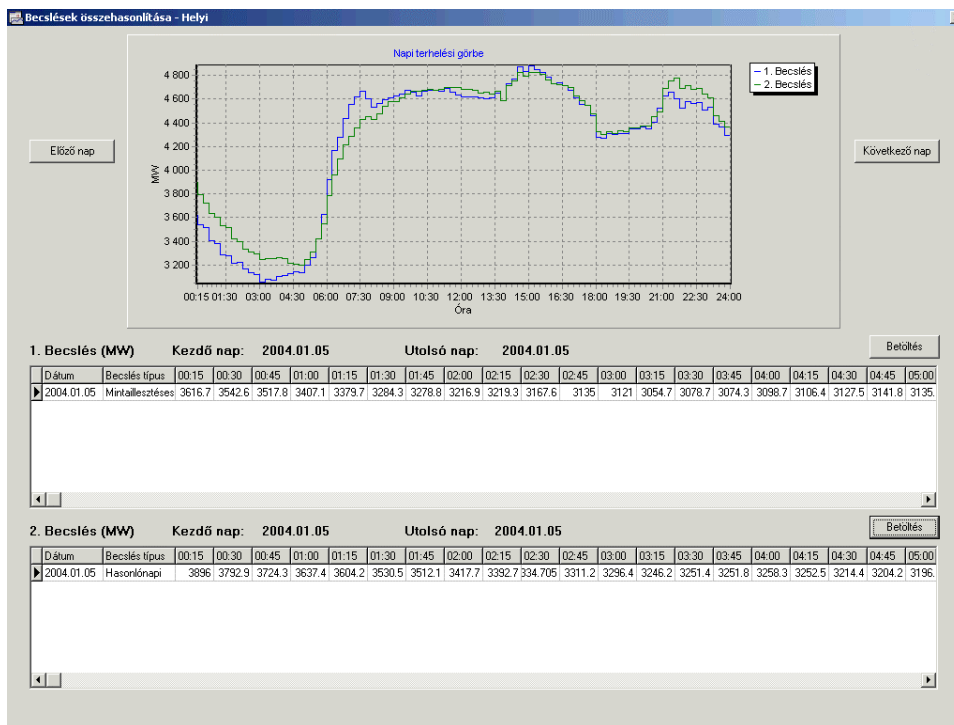 Becslések összehasonlítása - Helyi
Napi terhelési görbe
1. Becslés
2. Becslés
4 800
4 600
4 400
4 200
4 000
3 800
3 600
3 400
3 200
MW
00:15 01:30 03:00 04:30 06:00 07:30 09:00 10:30 12:00 13:30 15:00 16:30 18:00 19:30 21:00 22:30 24:00
Óra
Előző nap
Következő nap
1. Becslés (MW) Kezdő nap: 2004.01.05 Utolsó nap: 2004.01.05 Betöltés
Dátum Becslés típus 00:15 00:30 00:45 01:00 01:15 01:30 01:45 02:00 02:15 02:30 02:45 03:00 03:15 03:30 03:45 04:00 04:15 04:30 04:45 05:00
2004.01.05 Mintaillesztéses 3616.7 3542.6 3517.8 3407.1 3379.7 3284.3 3278.8 3216.9 3219.3 3167.6 3135 3121 3054.7 3078.7 3074.3 3098.7 3106.4 3127.5 3141.8 3135.
2. Becslés (MW) Kezdő nap: 2004.01.05 Utolsó nap: 2004.01.05 Betöltés
Dátum Becslés típus 00:15 00:30 00:45 01:00 01:15 01:30 01:45 02:00 02:15 02:30 02:45 03:00 03:15 03:30 03:45 04:00 04:15 04:30 04:45 05:00
2004.01.05 Hasonlónapi 3896 3792.9 3724.3 3637.4 3604.2 3530.5 3512.1 3417.7 3392.7 334.705 3311.2 3296.4 3246.2 3251.4 3251.8 3258.3 3252.5 3214.4 3204.2 3196.